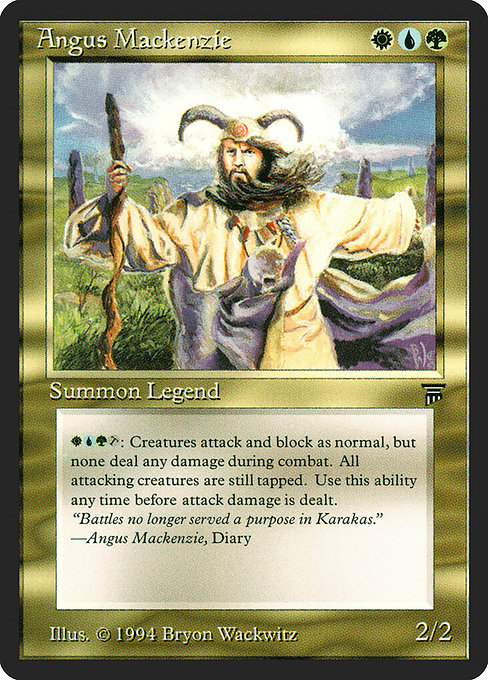 Angus Mackenzie
Summon Legend
: Creatures attack and block as normal, but
none deal any damage during combat. All
attacking creatures are still tapped. Use this ability
any time before attack damage is dealt.
“Battles no longer served a purpose in Karakas.”
—Angus Mackenzie, Diary
Illus. © 1994 Bryon Wackwitz
2/2